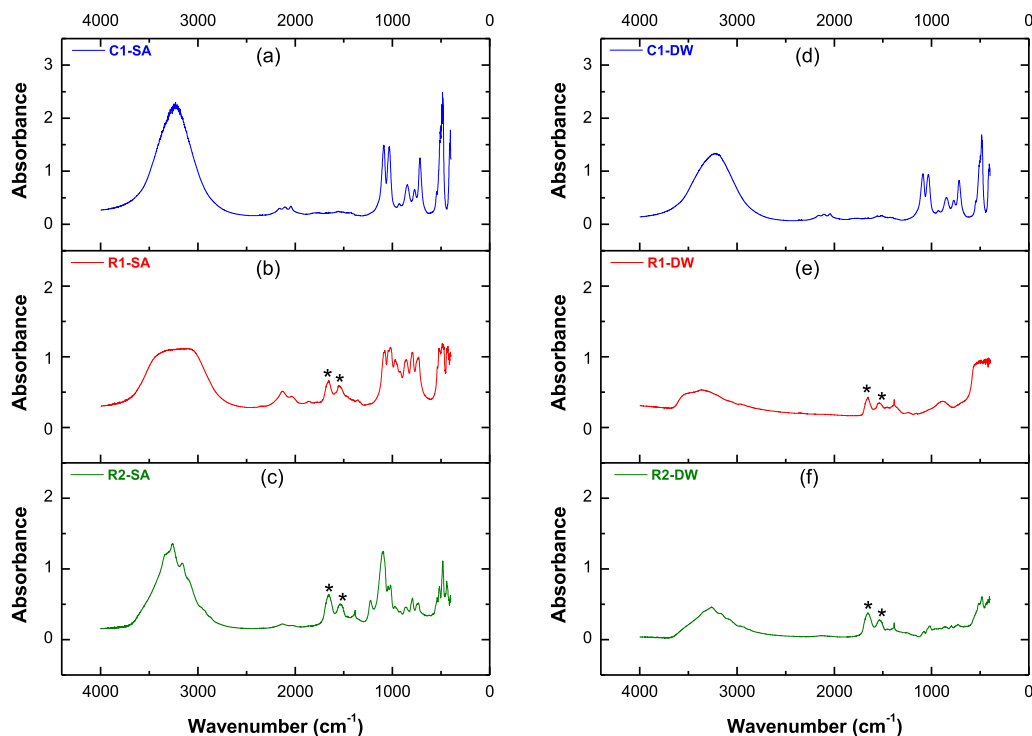 4000 3000 2000 1000 0
4000 3000 2000 1000 0
C1-SA
(a)
3
2
1
0
Absorbance
C1-DW
(d)
3
2
1
0
Absorbance
R1-SA
(b)
2
1
0
Absorbance
* *
R1-DW
(e)
2
1
0
Absorbance
* *
R2-SA
(c)
2
1
0
Absorbance
* *
R2-DW
(f)
2
1
0
Absorbance
* *
4000 3000 2000 1000 0
Wavenumber (cm⁻¹)
4000 3000 2000 1000 0
Wavenumber (cm⁻¹)